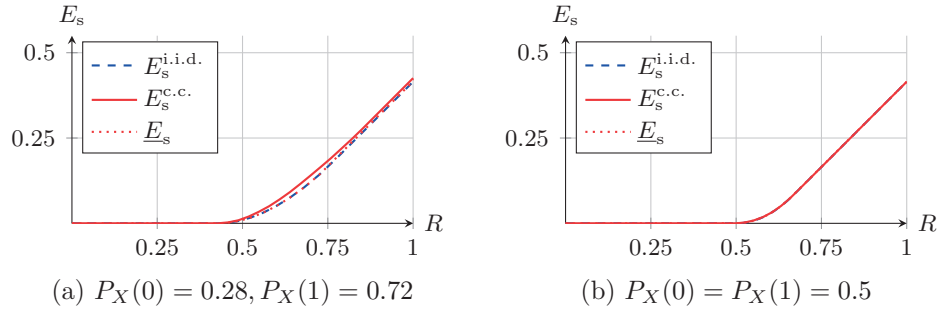 E_s
0.5
0.25
E_s^{i.i.d.}
E_s^{c.c.}
\underline{E}_s
0.25 0.5 0.75 1
R
(a) P_X(0) = 0.28, P_X(1) = 0.72
E_s
0.5
0.25
E_s^{i.i.d.}
E_s^{c.c.}
\underline{E}_s
0.25 0.5 0.75 1
R
(b) P_X(0) = P_X(1) = 0.5